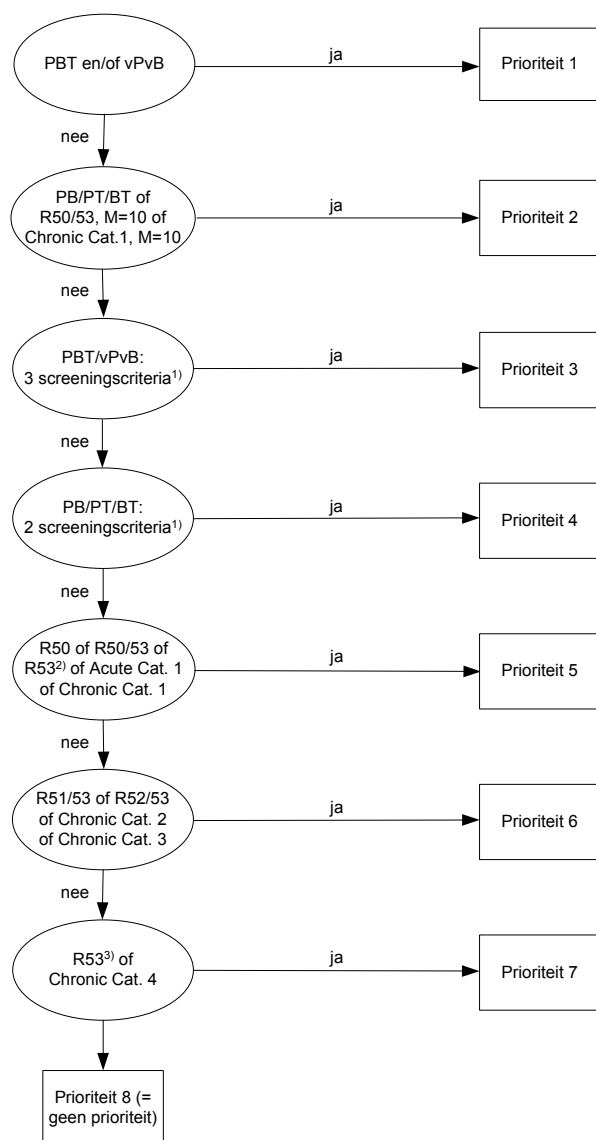 PBT en/of vPvB
ja
Prioriteit 1
nee
PB/PT/BT of
R50/53, M=10 of
Chronic Cat.1, M=10
ja
Prioriteit 2
nee
PBT/vPvB:
3 screeningscriteria1)
ja
Prioriteit 3
nee
PB/PT/BT:
2 screeningscriteria1)
ja
Prioriteit 4
nee
R50 of R50/53 of
R532) of Acute Cat. 1
of Chronic Cat. 1
ja
Prioriteit 5
nee
R51/53 of R52/53
of Chronic Cat. 2
of Chronic Cat. 3
ja
Prioriteit 6
nee
R533) of
Chronic Cat. 4
ja
Prioriteit 7
Prioriteit 8 (=
geen prioriteit)